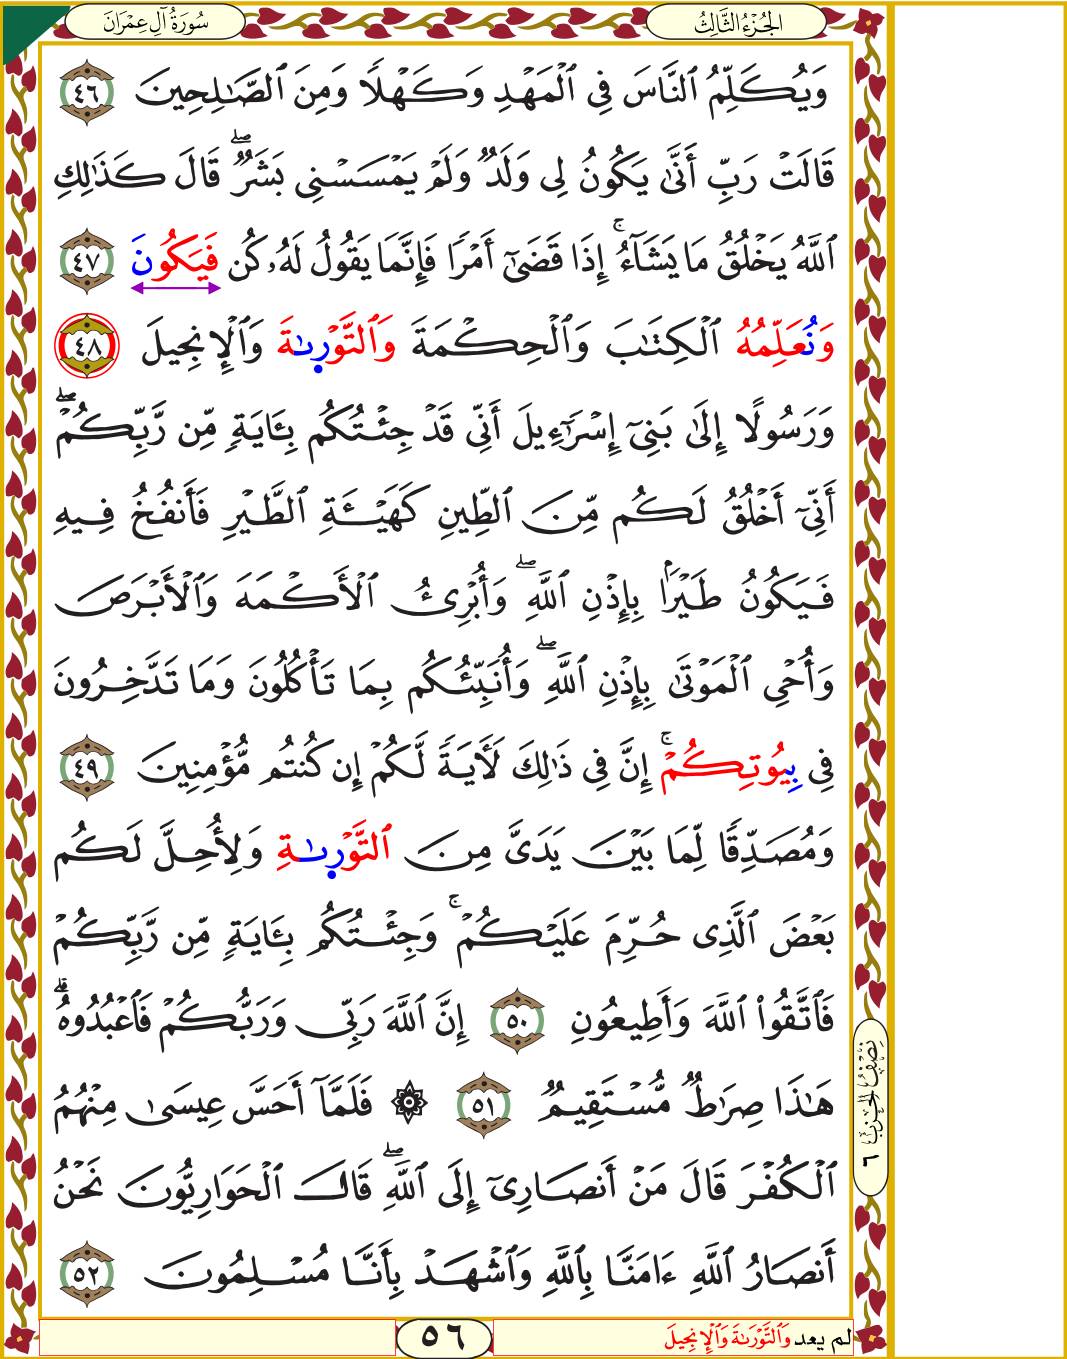 الجُزْءُ الثَّالِثُ
سُورَةُ آلِ عِمْرَانَ
وَيُكَلِّمُ ٱلنَّاسَ فِي ٱلْمَهْدِ وَكَهْلًا وَمِنَ ٱلصَّٰلِحِينَ ٤٦
قَالَتْ رَبِّ أَنَّىٰ يَكُونُ لِى وَلَدٌ وَلَمْ يَمْسَسْنِى بَشَرٌۖ قَالَ كَذَٰلِكِ
ٱللَّهُ يَخْلُقُ مَا يَشَآءُۚ إِذَا قَضَىٰٓ أَمْرًا فَإِنَّمَا يَقُولُ لَهُۥ كُن فَيَكُونَ ٤٧
وَنُعَلِّمُهُ ٱلْكِتَٰبَ وَٱلْحِكْمَةَ وَٱلتَّوْرىٰةَ وَٱلْإِنجِيلَ ٤٨
وَرَسُولًا إِلَىٰ بَنِىٓ إِسْرَٰٓءِيلَ أَنِّى قَدْ جِئْتُكُم بِـَٔايَةٍ مِّن رَّبِّكُمْۖ
أَنِّىٓ أَخْلُقُ لَكُم مِّنَ ٱلطِّينِ كَهَيْـَٔةِ ٱلطَّيْرِ فَأَنفُخُ فِيهِ
فَيَكُونُ طَيْرًۢا بِإِذْنِ ٱللَّهِۖ وَأُبْرِئُ ٱلْأَكْمَهَ وَٱلْأَبْرَصَ
وَأُحْىِ ٱلْمَوْتَىٰ بِإِذْنِ ٱللَّهِۖ وَأُنَبِّئُكُم بِمَا تَأْكُلُونَ وَمَا تَدَّخِرُونَ
فِى بِيُوتِكُمْۚ إِنَّ فِى ذَٰلِكَ لَـَٔايَةً لَّكُمْ إِن كُنتُم مُّؤْمِنِينَ ٤٩
وَمُصَدِّقًا لِّمَا بَيْنَ يَدَىَّ مِنَ ٱلتَّوْرىٰةِ وَلِأُحِلَّ لَكُم
بَعْضَ ٱلَّذِى حُرِّمَ عَلَيْكُمْۚ وَجِئْتُكُم بِـَٔايَةٍ مِّن رَّبِّكُمْ
فَٱتَّقُوا۟ ٱللَّهَ وَأَطِيعُونِ ٥٠ إِنَّ ٱللَّهَ رَبِّى وَرَبُّكُمْ فَٱعْبُدُوهُۗ
هَٰذَا صِرَٰطٌ مُّسْتَقِيمٌ ٥١ ۞ فَلَمَّآ أَحَسَّ عِيسَىٰ مِنْهُمُ
ٱلْكُفْرَ قَالَ مَنْ أَنصَارِىٓ إِلَى ٱللَّهِۖ قَالَ ٱلْحَوَارِيُّونَ نَحْنُ
أَنصَارُ ٱللَّهِ ءَامَنَّا بِٱللَّهِ وَٱشْهَدْ بِأَنَّا مُسْلِمُونَ ٥٢
نِصْفُ الحِزْبِ ٦
لم يعد وَٱلتَّوْرَىٰةَ وَٱلْإِنجِيلَ
٥٦